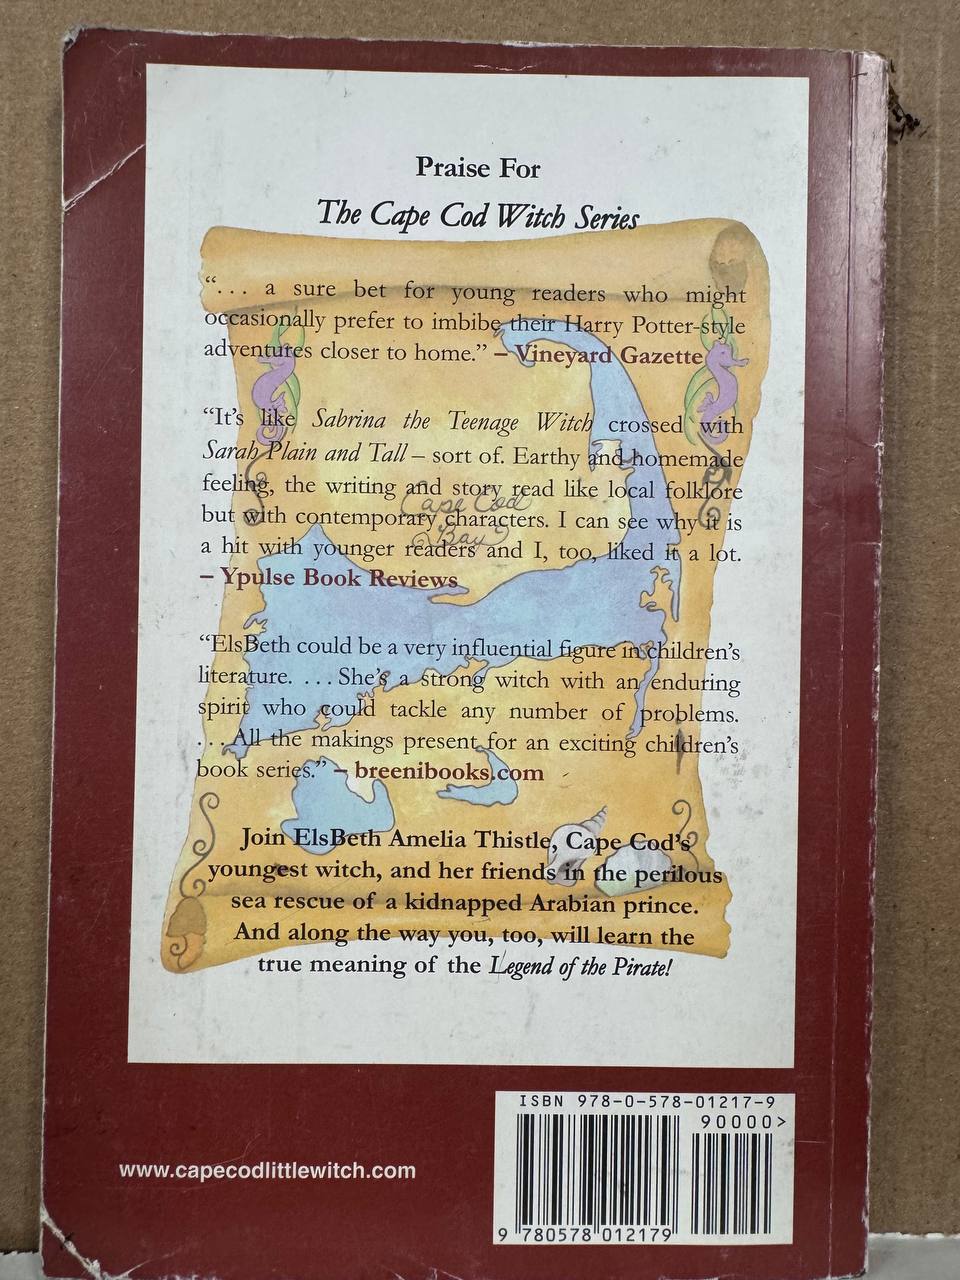 Praise For
The Cape Cod Witch Series
“. . . a sure bet for young readers who might
occasionally prefer to imbibe their Harry Potter-style
adventures closer to home.” – Vineyard Gazette
“It’s like Sabrina the Teenage Witch crossed with
Sarah Plain and Tall – sort of. Earthy and homemade
feeling, the writing and story read like local folklore
but with contemporary characters. I can see why it is
a hit with younger readers and I, too, liked it a lot.
– Ypulse Book Reviews
Cape Cod
Bay
“ElsBeth could be a very influential figure in children’s
literature. . . . She’s a strong witch with an enduring
spirit who could tackle any number of problems.
. . . All the makings present for an exciting children’s
book series.” – breenibooks.com
Join ElsBeth Amelia Thistle, Cape Cod’s
youngest witch, and her friends in the perilous
sea rescue of a kidnapped Arabian prince.
And along the way you, too, will learn the
true meaning of the Legend of the Pirate!
ISBN 978-0-578-01217-9
90000>
www.capecodlittlewitch.com
9 780578 012179